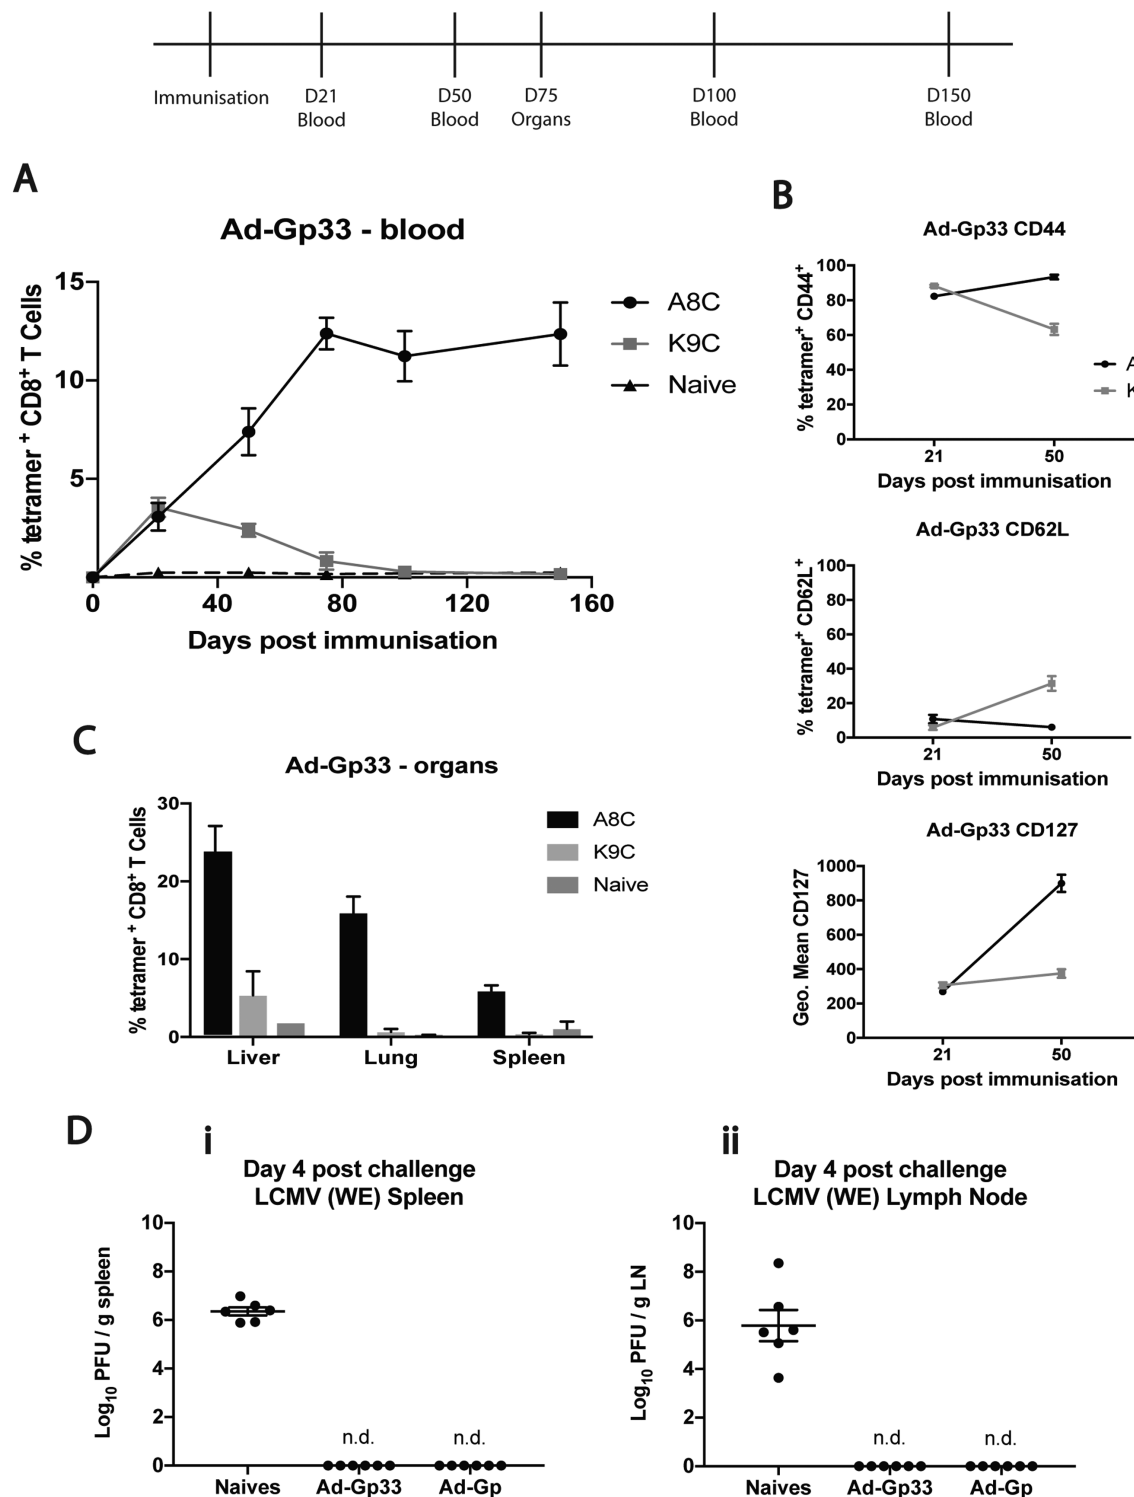 Immunisation
D21
Blood
D50
Blood
D75
Organs
D100
Blood
D150
Blood
A
Ad-Gp33 - blood
% tetramer + CD8+ T Cells
15
10
5
0
40
80
120
160
Days post immunisation
A8C
K9C
Naive
B
Ad-Gp33 CD44
% tetramer+ CD44+
100
80
60
40
20
0
21
50
Days post immunisation
A
K
Ad-Gp33 CD62L
% tetramer+ CD62L+
100
80
60
40
20
0
21
50
Days post immunisation
Ad-Gp33 CD127
Geo. Mean CD127
1000
800
600
400
200
0
21
50
Days post immunisation
C
Ad-Gp33 - organs
% tetramer + CD8+ T Cells
30
20
10
0
Liver
Lung
Spleen
A8C
K9C
Naive
D
i
Day 4 post challenge
LCMV (WE) Spleen
Log10 PFU / g spleen
10
8
6
4
2
0
n.d.
n.d.
Naives
Ad-Gp33
Ad-Gp
ii
Day 4 post challenge
LCMV (WE) Lymph Node
Log10 PFU / g LN
10
8
6
4
2
0
n.d.
n.d.
Naives
Ad-Gp33
Ad-Gp